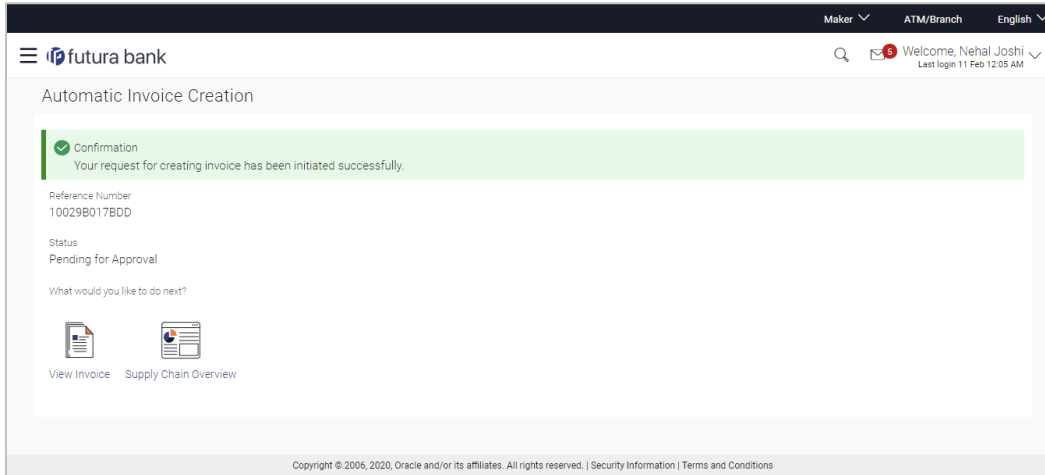 Maker ATM/Branch English
futura bank
5 Welcome, Nehal Joshi
Last login 11 Feb 12:05 AM
Automatic Invoice Creation
Confirmation
Your request for creating invoice has been initiated successfully.
Reference Number
10029B017BDD
Status
Pending for Approval
What would you like to do next?
View Invoice Supply Chain Overview
Copyright © 2006, 2020, Oracle and/or its affiliates. All rights reserved. | Security Information | Terms and Conditions